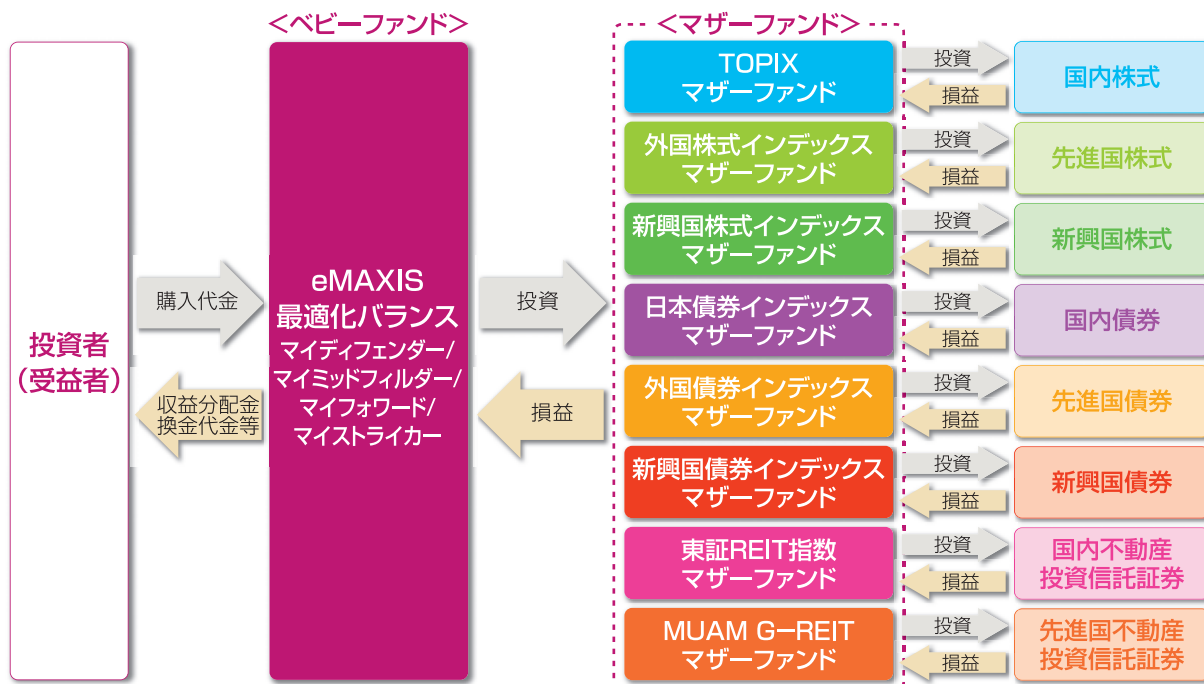 <ベビーファンド>
<マザーファンド>
投資者
（受益者）
購入代金
収益分配金
換金代金等
eMAXIS
最適化バランス
マイディフェンダー/
マイミッドフィルダー/
マイフォワード/
マイストライカー
投資
損益
TOPIX
マザーファンド
投資
損益
国内株式
外国株式インデックス
マザーファンド
投資
損益
先進国株式
新興国株式インデックス
マザーファンド
投資
損益
新興国株式
日本債券インデックス
マザーファンド
投資
損益
国内債券
外国債券インデックス
マザーファンド
投資
損益
先進国債券
新興国債券インデックス
マザーファンド
投資
損益
新興国債券
東証REIT指数
マザーファンド
投資
損益
国内不動産
投資信託証券
MUAM G−REIT
マザーファンド
投資
損益
先進国不動産
投資信託証券